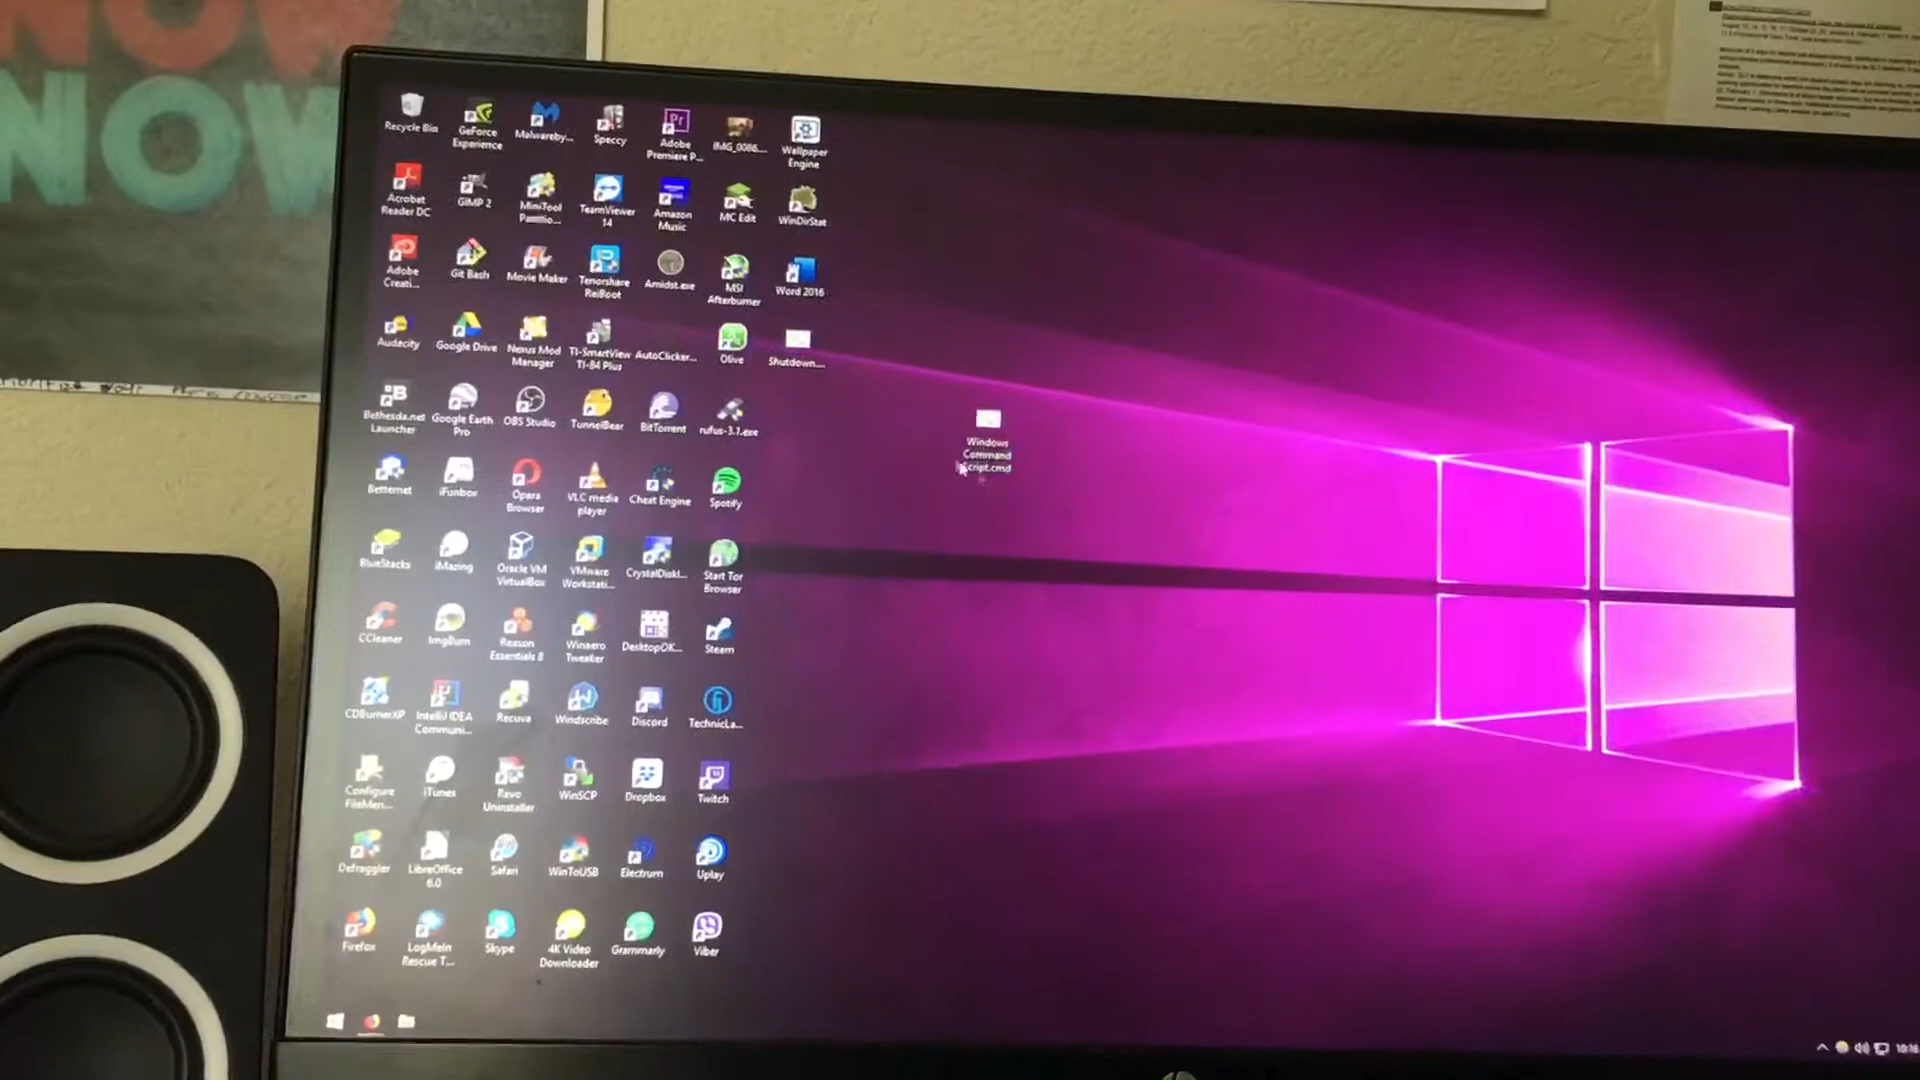 NOW
NOW
Recycle Bin
GeForce
Experience
Malwareby...
Speccy
Pr
Adobe
Premiere P...
IMG_0086....
Wallpaper
Engine
Acrobat
Reader DC
GIMP 2
MiniTool
Partitio...
TeamViewer
14
Amazon
Music
MC Edit
WinDirStat
Adobe
Creati...
Git Bash
Movie Maker
Tenorshare
ReiBoot
Amidst.exe
MSI
Afterburner
Word 2016
Audacity
Google Drive
Nexus Mod
Manager
TI-SmartView
TI-84 Plus
AutoClicker...
Olive
Shutdown....
Bethesda.net
Launcher
Google Earth
Pro
OBS Studio
TunnelBear
BitTorrent
rufus-3.1.exe
Windows
Command
Script.cmd
Betternet
iFunbox
Opera
Browser
VLC media
player
Cheat Engine
Spotify
BlueStacks
iMazing
Oracle VM
VirtualBox
VMware
Workstati...
CrystalDiskI...
Start Tor
Browser
CCleaner
ImgBurn
Reason
Essentials 8
Winaero
Tweaker
DesktopOK...
Steam
CDBurnerXP
IntelliJ IDEA
Communi...
Recuva
Windscribe
Discord
TechnicLa...
Configure
FileMen...
iTunes
Revo
Uninstaller
WinSCP
Dropbox
Twitch
Defraggler
LibreOffice
6.0
Safari
WinToUSB
Electrum
Uplay
Firefox
LogMeIn
Rescue T...
Skype
4K Video
Downloader
Grammarly
Viber
10:16